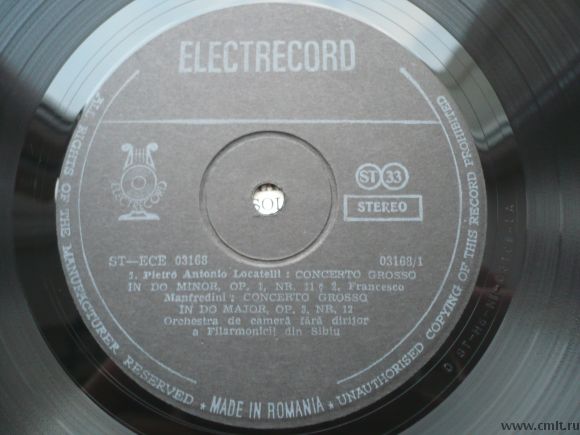 ELECTRECORD
ELECTRECORD
ST 33
STEREO
ST—ECE 03168 03168/1
1. Pietro Antonio Locatelli : CONCERTO GROSSO
IN DO MINOR, OP. 1, NR. 11 ; 2. Francesco
Manfredini : CONCERTO GROSSO
IN DO MAJOR, OP. 3, NR. 12
Orchestra de cameră fără dirijor
a Filarmonicii din Sibiu
ALL RIGHTS OF THE MANUFACTURER RESERVED * MADE IN ROMANIA * UNAUTHORISED COPYING OF THIS RECORD PROHIBITED
www.cmlt.ru